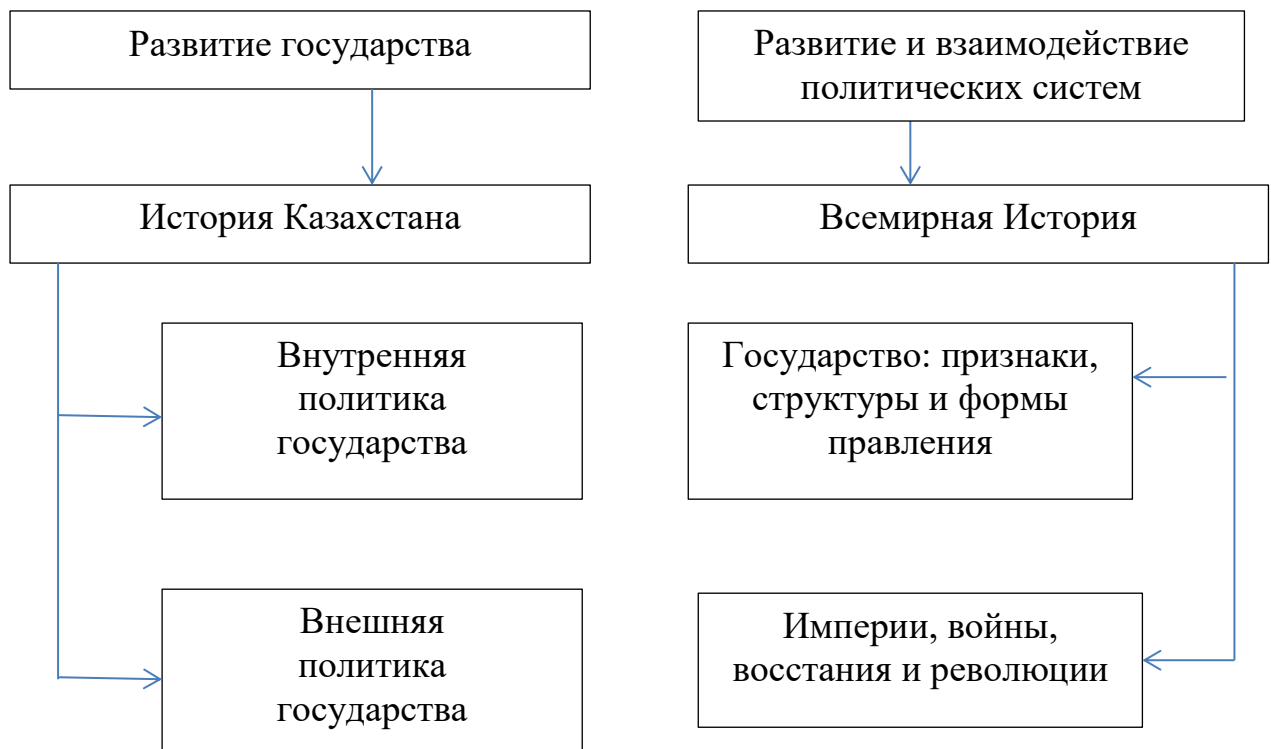 Развитие государства
Развитие и взаимодействие
политических систем
История Казахстана
Всемирная История
Внутренняя
политика
государства
Государство: признаки,
структуры и формы
правления
Внешняя
политика
государства
Империи, войны,
восстания и революции